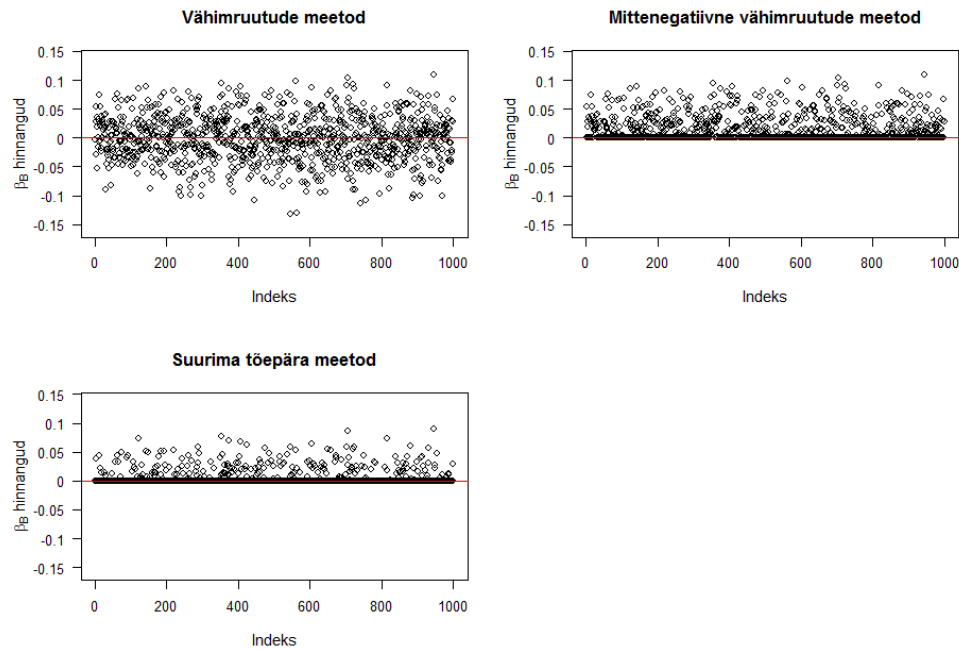 Vähimruutude meetod
0.15
0.1
0.05
0
-0.05
-0.1
-0.15
βB hinnangud
0 200 400 600 800 1000
Indeks
Mittenegatiivne vähimruutude meetod
0.15
0.1
0.05
0
-0.05
-0.1
-0.15
βB hinnangud
0 200 400 600 800 1000
Indeks
Suurima tõepära meetod
0.15
0.1
0.05
0
-0.05
-0.1
-0.15
βB hinnangud
0 200 400 600 800 1000
Indeks